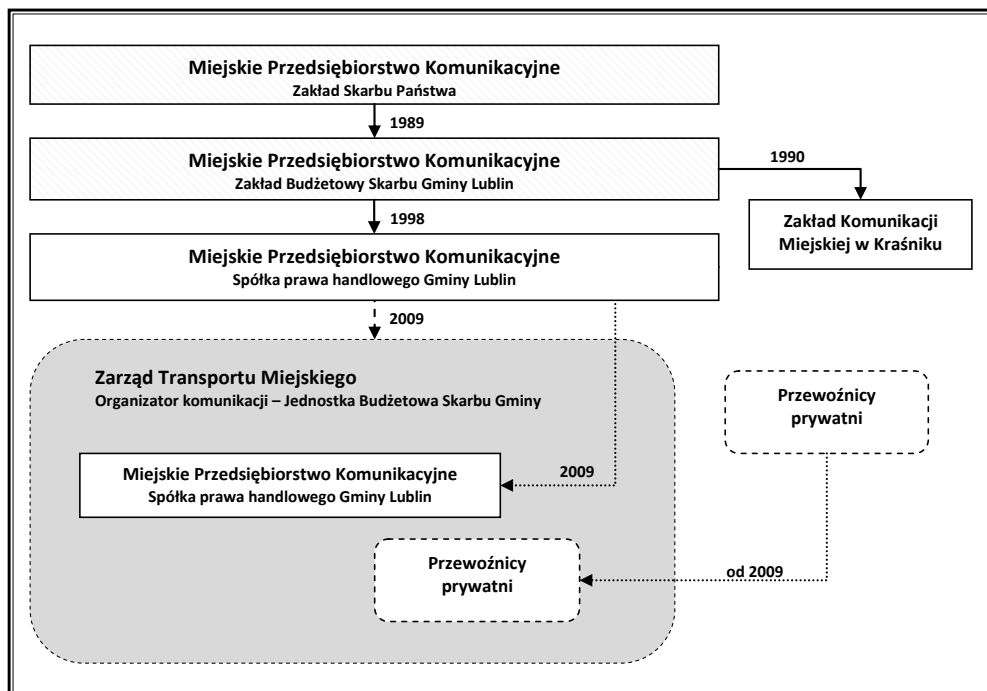 Miejskie Przedsiębiorstwo Komunikacyjne
Zakład Skarbu Państwa
1989
Miejskie Przedsiębiorstwo Komunikacyjne
Zakład Budżetowy Skarbu Gminy Lublin
1990
1998
Zakład Komunikacji
Miejskiej w Kraśniku
Miejskie Przedsiębiorstwo Komunikacyjne
Spółka prawa handlowego Gminy Lublin
2009
Zarząd Transportu Miejskiego
Organizator komunikacji – Jednostka Budżetowa Skarbu Gminy
Przewoźnicy
prywatni
Miejskie Przedsiębiorstwo Komunikacyjne
Spółka prawa handlowego Gminy Lublin
2009
Przewoźnicy
prywatni
od 2009